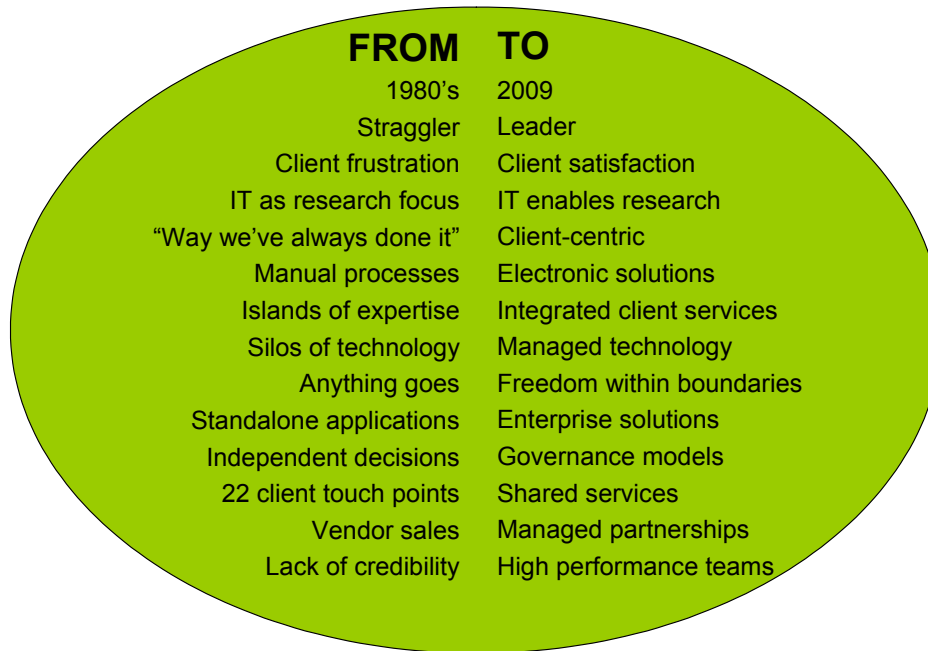 FROM TO
1980’s 2009
Straggler Leader
Client frustration Client satisfaction
IT as research focus IT enables research
“Way we’ve always done it” Client-centric
Manual processes Electronic solutions
Islands of expertise Integrated client services
Silos of technology Managed technology
Anything goes Freedom within boundaries
Standalone applications Enterprise solutions
Independent decisions Governance models
22 client touch points Shared services
Vendor sales Managed partnerships
Lack of credibility High performance teams